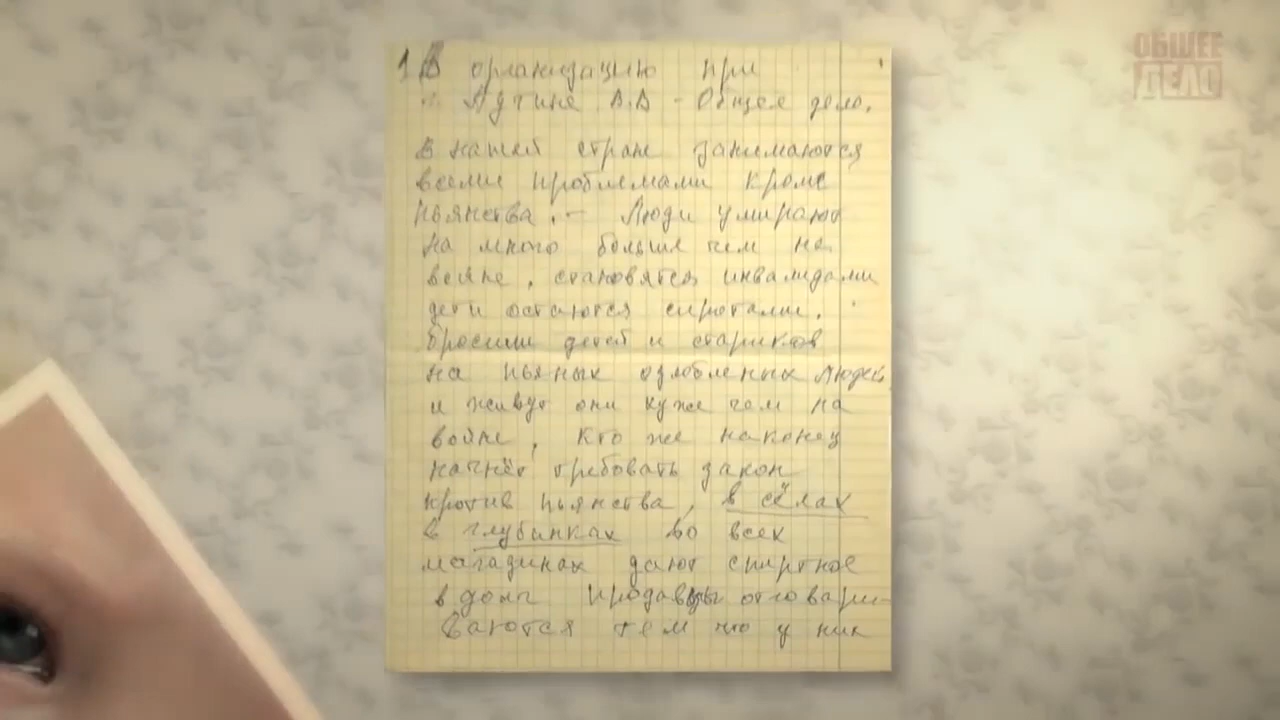 1 В организацию при
г. Путине В.В - Общее дело.
В нашей стране занимаются
всеми проблемами кроме
пьянства. - Люди умирают
на много больше чем на
войне, становятся инвалидами
дети остаются сиротами.
бросили детей и стариков
на пьяных озлобленых людей
и живут они хуже чем на
войне, кто же наконец
начнёт требовать закон
против пьянства, в сёлах
в глубинках во всех
магазинах дают спиртное
в долг продавцы отговари-
ваются тем что у них
ОБЩЕЕ
ДЕЛО